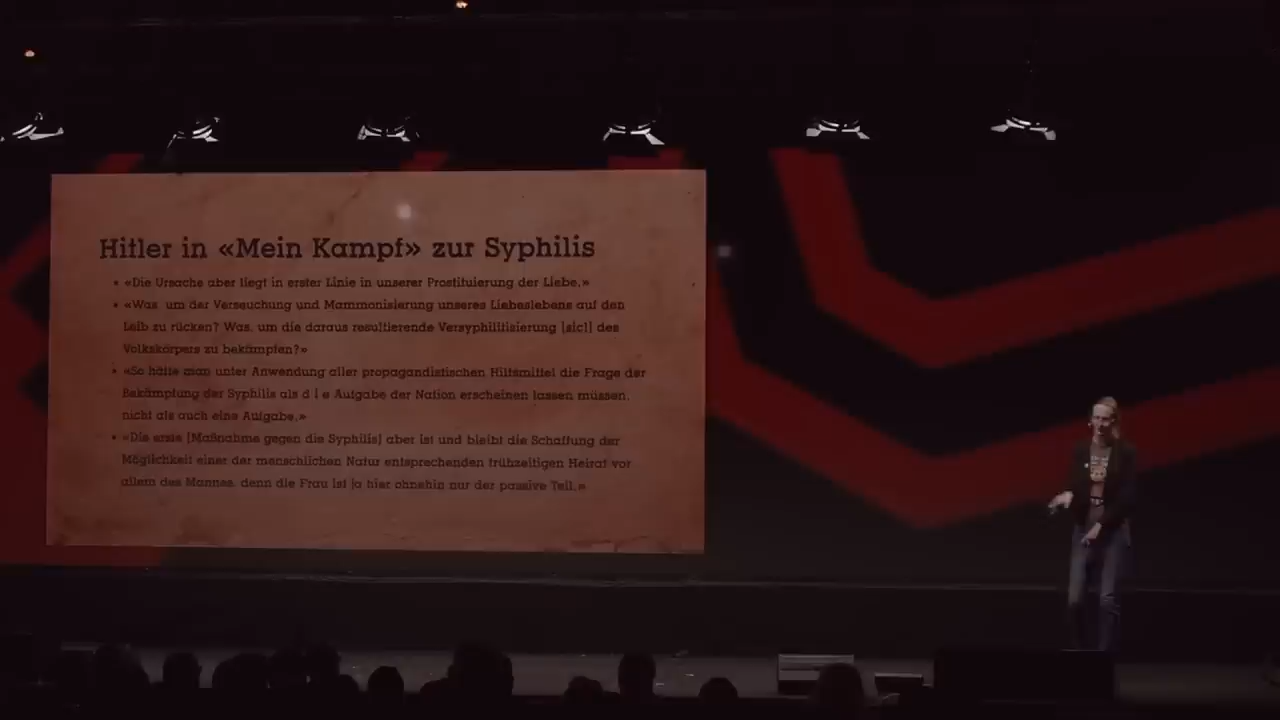 Hitler in «Mein Kampf» zur Syphilis
• «Die Ursache aber liegt in erster Linie in unserer Prostituierung der Liebe.»
• «Was, um der Verseuchung und Mammonisierung unseres Liebeslebens auf den
Leib zu rücken? Was, um die daraus resultierende Versyphilitisierung [sic!] des
Volkskörpers zu bekämpfen?»
• «So hätte man unter Anwendung aller propagandistischen Hilfsmittel die Frage der
Bekämpfung der Syphilis als d i e Aufgabe der Nation erscheinen lassen müssen,
nicht als auch eine Aufgabe.»
• «Die erste [Maßnahme gegen die Syphilis] aber ist und bleibt die Schaffung der
Möglichkeit einer der menschlichen Natur entsprechenden frühzeitigen Heirat vor
allem des Mannes, denn die Frau ist ja hier ohnehin nur der passive Teil.»